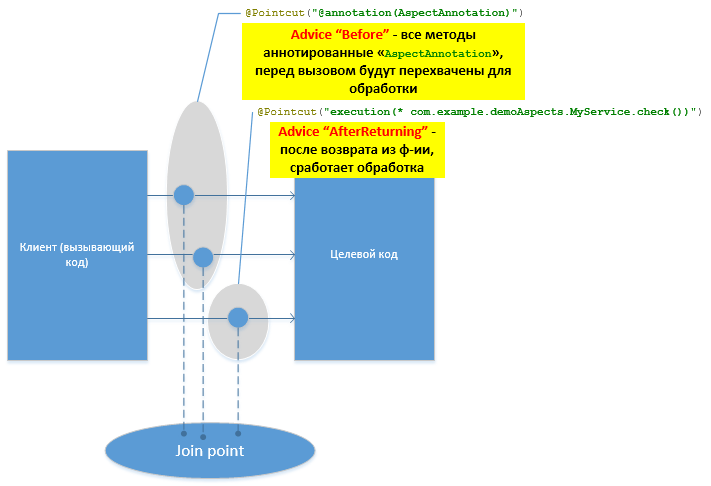 @Pointcut("@annotation(AspectAnnotation)")
Advice “Before” - все методы
аннотированные «AspectAnnotation»,
перед вызовом будут перехвачены для
обработки
@Pointcut("execution(* com.example.demoAspects.MyService.check())")
Advice “AfterReturning” -
после возврата из ф-ии,
сработает обработка
Клиент (вызывающий
код)
Целевой код
Join point